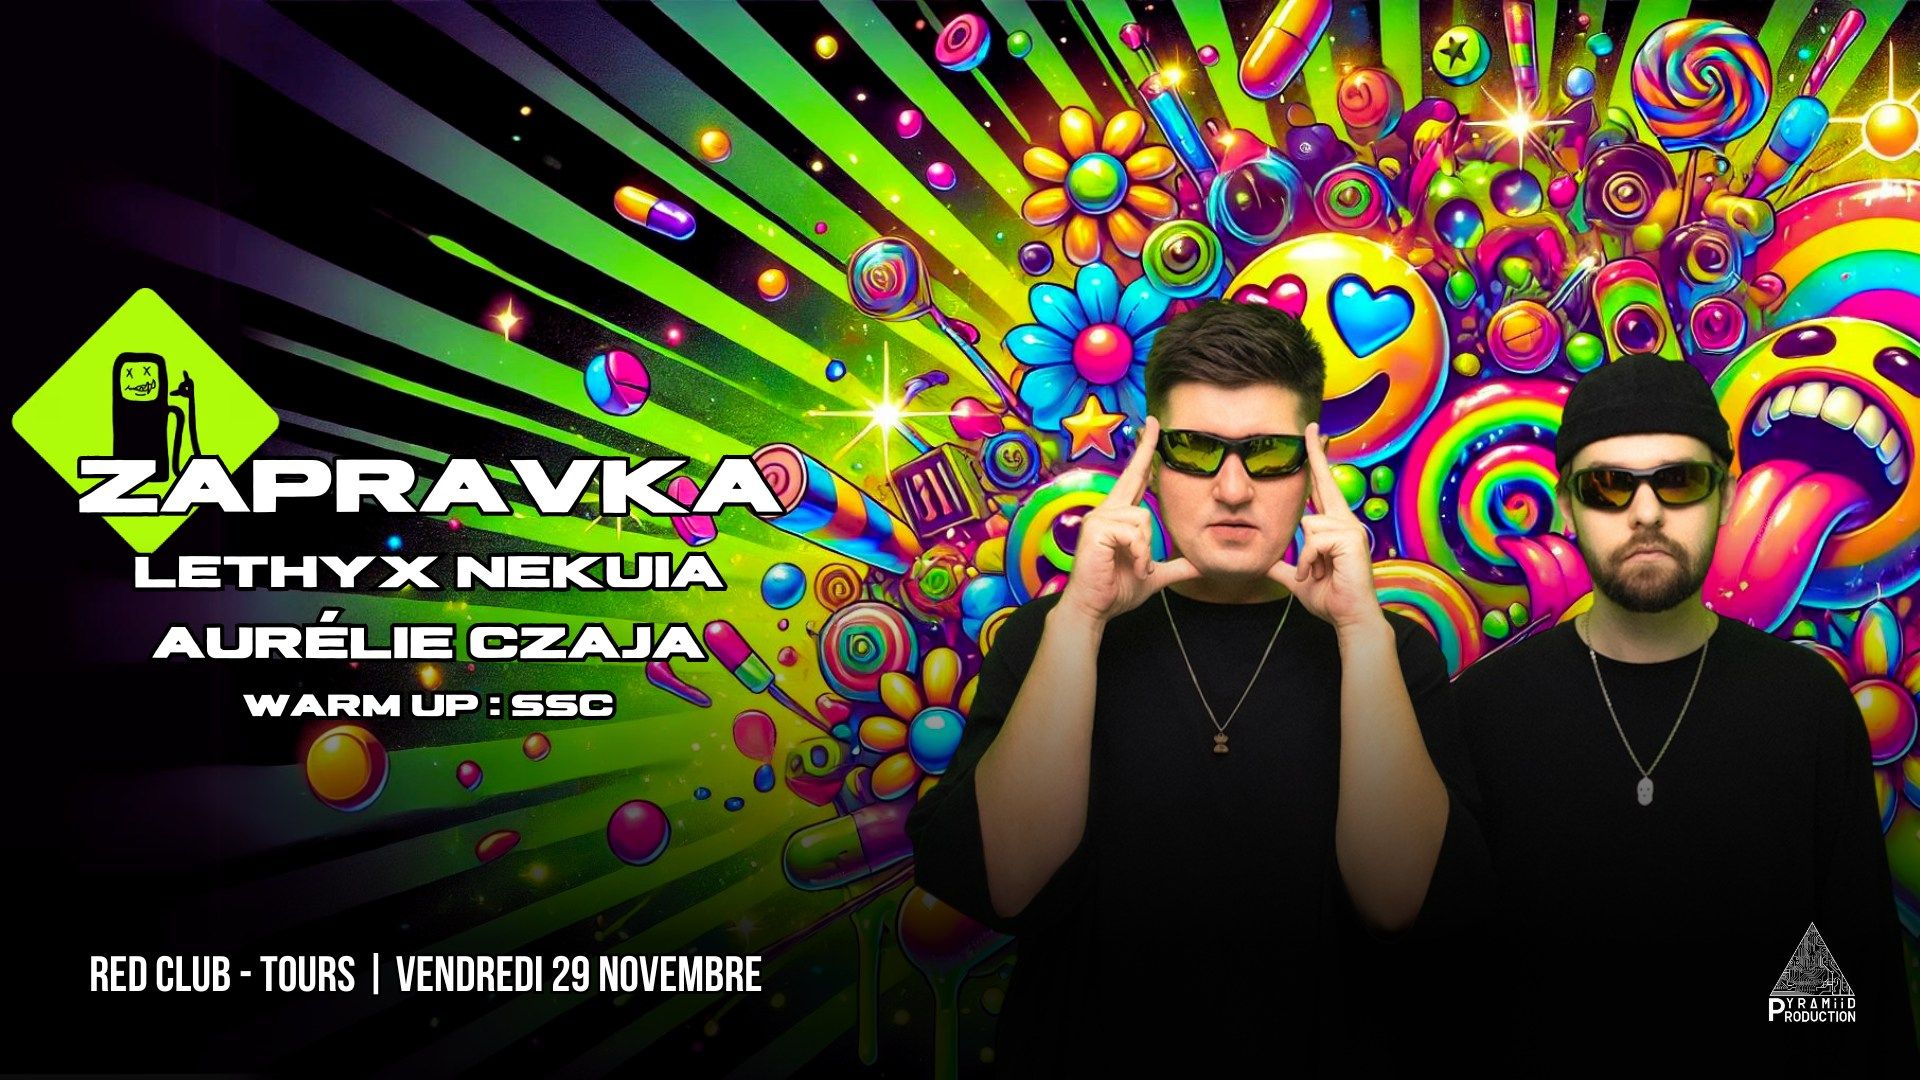 ZAPRAVKA
LETHYX NEKUIA
AURÉLIE CZAJA
WARM UP : SSC
RED CLUB - TOURS | VENDREDI 29 NOVEMBRE
PYRAMiiD
PRODUCTION